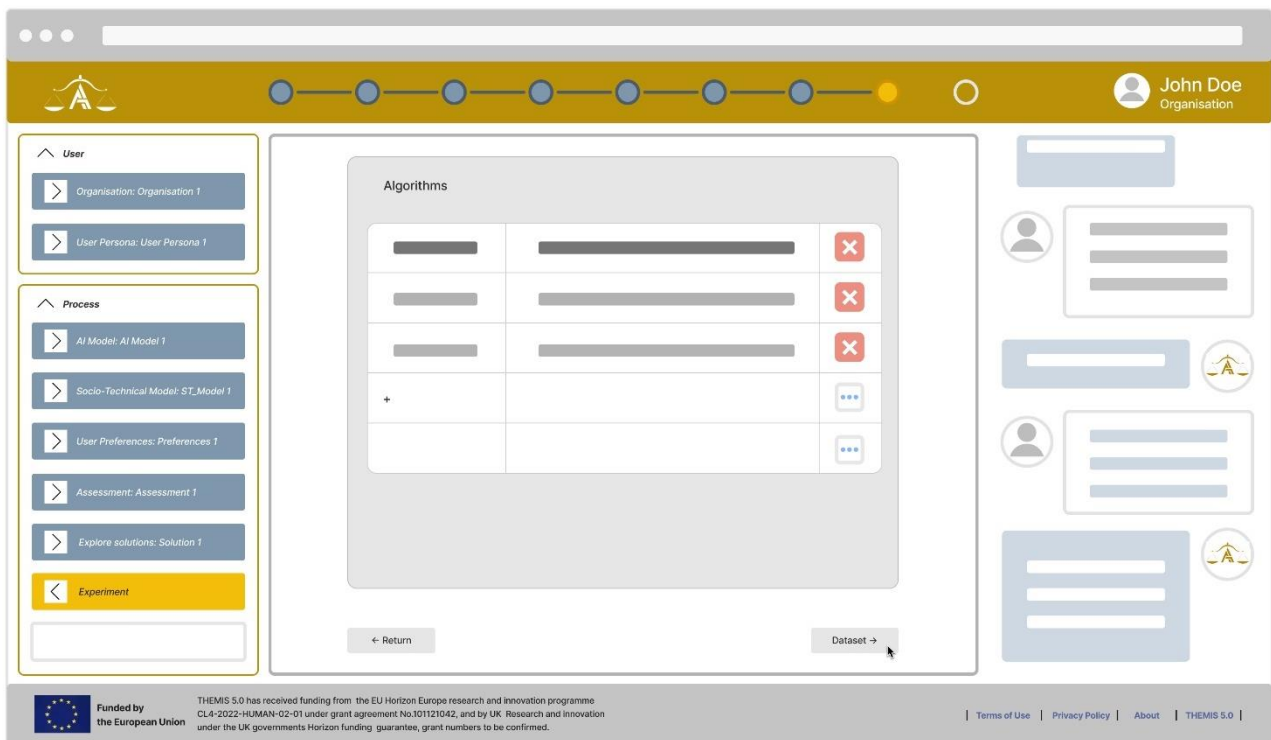 John Doe
Organisation
User
Organisation: Organisation 1
User Persona: User Persona 1
Process
AI Model: AI Model 1
Socio-Technical Model: ST_Model 1
User Preferences: Preferences 1
Assessment: Assessment 1
Explore solutions: Solution 1
Experiment
Algorithms
+
← Return
Dataset →
Funded by
the European Union
THEMIS 5.0 has received funding from the EU Horizon Europe research and innovation programme
CL4-2022-HUMAN-02-01 under grant agreement No.101121042, and by UK Research and innovation
under the UK governments Horizon funding guarantee, grant numbers to be confirmed.
| Terms of Use | Privacy Policy | About | THEMIS 5.0 |